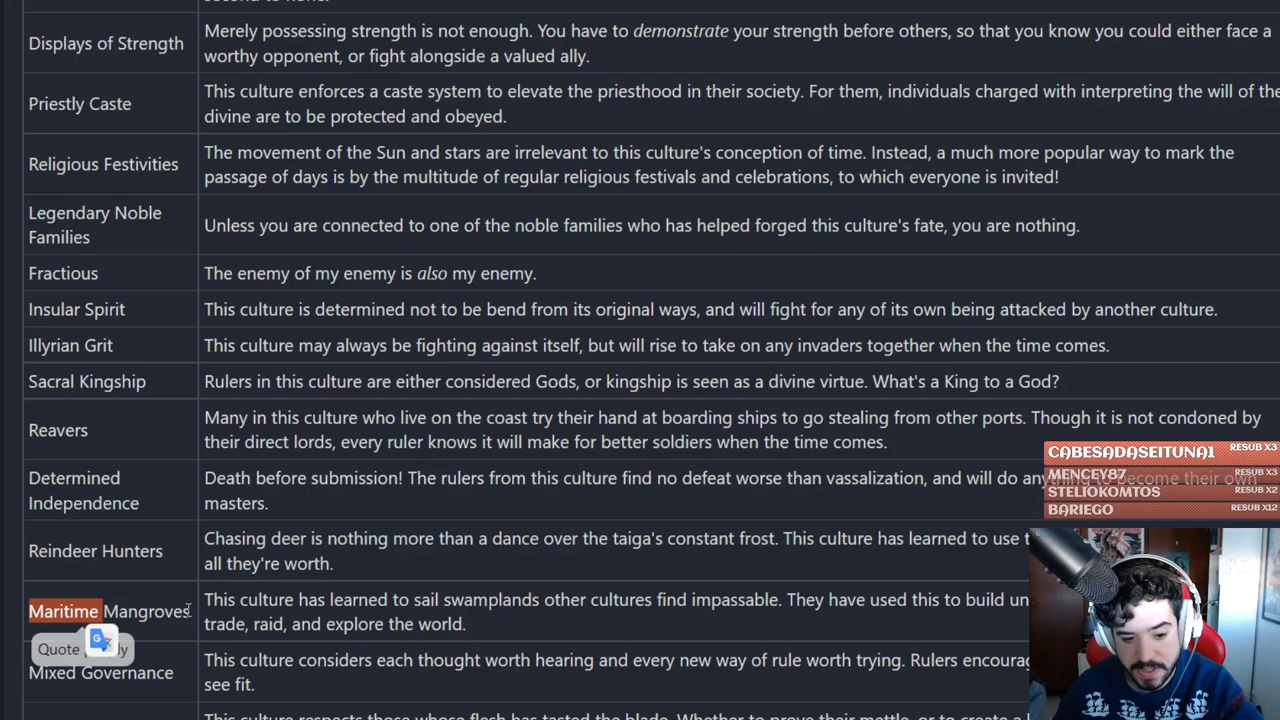 Displays of Strength
Merely possessing strength is not enough. You have to demonstrate your strength before others, so that you know you could either face a
worthy opponent, or fight alongside a valued ally.
Priestly Caste
This culture enforces a caste system to elevate the priesthood in their society. For them, individuals charged with interpreting the will of the
divine are to be protected and obeyed.
Religious Festivities
The movement of the Sun and stars are irrelevant to this culture's conception of time. Instead, a much more popular way to mark the
passage of days is by the multitude of regular religious festivals and celebrations, to which everyone is invited!
Legendary Noble
Families
Unless you are connected to one of the noble families who has helped forged this culture's fate, you are nothing.
Fractious
The enemy of my enemy is also my enemy.
Insular Spirit
This culture is determined not to be bend from its original ways, and will fight for any of its own being attacked by another culture.
Illyrian Grit
This culture may always be fighting against itself, but will rise to take on any invaders together when the time comes.
Sacral Kingship
Rulers in this culture are either considered Gods, or kingship is seen as a divine virtue. What's a King to a God?
Reavers
Many in this culture who live on the coast try their hand at boarding ships to go stealing from other ports. Though it is not condoned by
their direct lords, every ruler knows it will make for better soldiers when the time comes.
Determined
Independence
Death before submission! The rulers from this culture find no defeat worse than vassalization, and will do anything to become their own
masters.
Reindeer Hunters
Chasing deer is nothing more than a dance over the taiga's constant frost. This culture has learned to use
all they're worth.
Maritime Mangroves
This culture has learned to sail swamplands other cultures find impassable. They have used this to build
trade, raid, and explore the world.
Quote
Mixed Governance
This culture considers each thought worth hearing and every new way of rule worth trying. Rulers
see fit.
CABESADASEITUNA1 RESUB X3
MENCEY87 RESUB X3
STELIOKOMTOS RESUB X2
BARIEGO RESUB X12